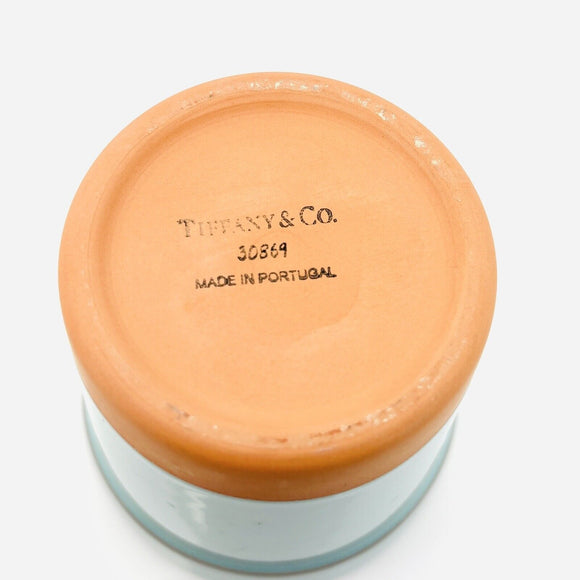 TIFFANY & CO.
30869
MADE IN PORTUGAL